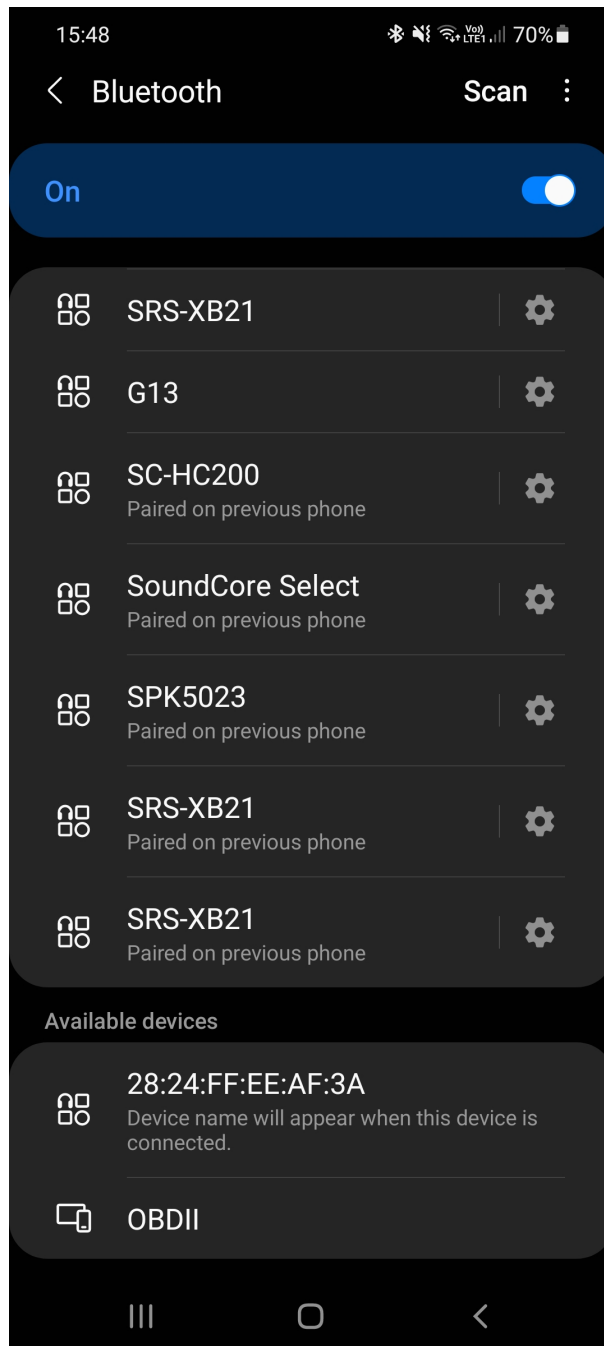 15:48 Vo)) LTE1 70%
Bluetooth Scan
On
SRS-XB21
G13
SC-HC200
Paired on previous phone
SoundCore Select
Paired on previous phone
SPK5023
Paired on previous phone
SRS-XB21
Paired on previous phone
SRS-XB21
Paired on previous phone
Available devices
28:24:FF:EE:AF:3A
Device name will appear when this device is
connected.
OBDII